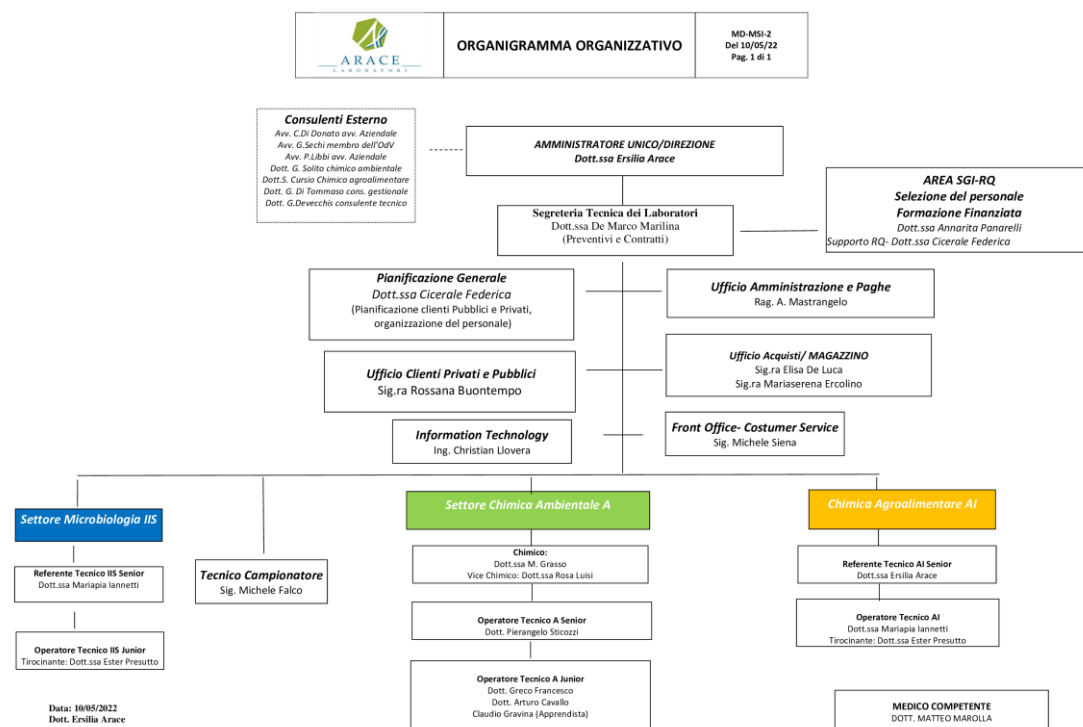 ARACE
LABORATORI
ORGANIGRAMMA ORGANIZZATIVO
MD-MSI-2
Del 10/05/22
Pag. 1 di 1
Consulenti Esterno
Avv. C.Di Donato avv. Aziendale
Avv. G.Sechi membro dell'OdV
Avv. P.Libbi avv. Aziendale
Dott. G. Solito chimico ambientale
Dott.S. Cursio Chimico agroalimentare
Dott. G. Di Tommaso cons. gestionale
Dott. G.Devecchis consulente tecnico
AMMINISTRATORE UNICO/DIREZIONE
Dott.ssa Ersilia Arace
AREA SGI-RQ
Selezione del personale
Formazione Finanziata
Dott.ssa Annarita Panarelli
Supporto RQ- Dott.ssa Cicerale Federica
Segreteria Tecnica dei Laboratori
Dott.ssa De Marco Marilina
(Preventivi e Contratti)
Pianificazione Generale
Dott.ssa Cicerale Federica
(Pianificazione clienti Pubblici e Privati,
organizzazione del personale)
Ufficio Amministrazione e Paghe
Rag. A. Mastrangelo
Ufficio Clienti Privati e Pubblici
Sig.ra Rossana Buontempo
Ufficio Acquisti/ MAGAZZINO
Sig.ra Elisa De Luca
Sig.ra Mariaserena Ercolino
Information Technology
Ing. Christian Llovera
Front Office- Costumer Service
Sig. Michele Siena
Settore Microbiologia IIS
Settore Chimica Ambientale A
Chimica Agroalimentare AI
Referente Tecnico IIS Senior
Dott.ssa Mariapia Iannetti
Operatore Tecnico IIS Junior
Tirocinante: Dott.ssa Ester Presutto
Tecnico Campionatore
Sig. Michele Falco
Chimico:
Dott.ssa M. Grasso
Vice Chimico: Dott.ssa Rosa Luisi
Operatore Tecnico A Senior
Dott. Pierangelo Sticozzi
Operatore Tecnico A Junior
Dott. Greco Francesco
Dott. Arturo Cavallo
Claudio Gravina (Apprendista)
Referente Tecnico AI Senior
Dott.ssa Ersilia Arace
Operatore Tecnico AI
Dott.ssa Mariapia Iannetti
Tirocinante: Dott.ssa Ester Presutto
Data: 10/05/2022
Dott. Ersilia Arace
MEDICO COMPETENTE
DOTT. MATTEO MAROLLA